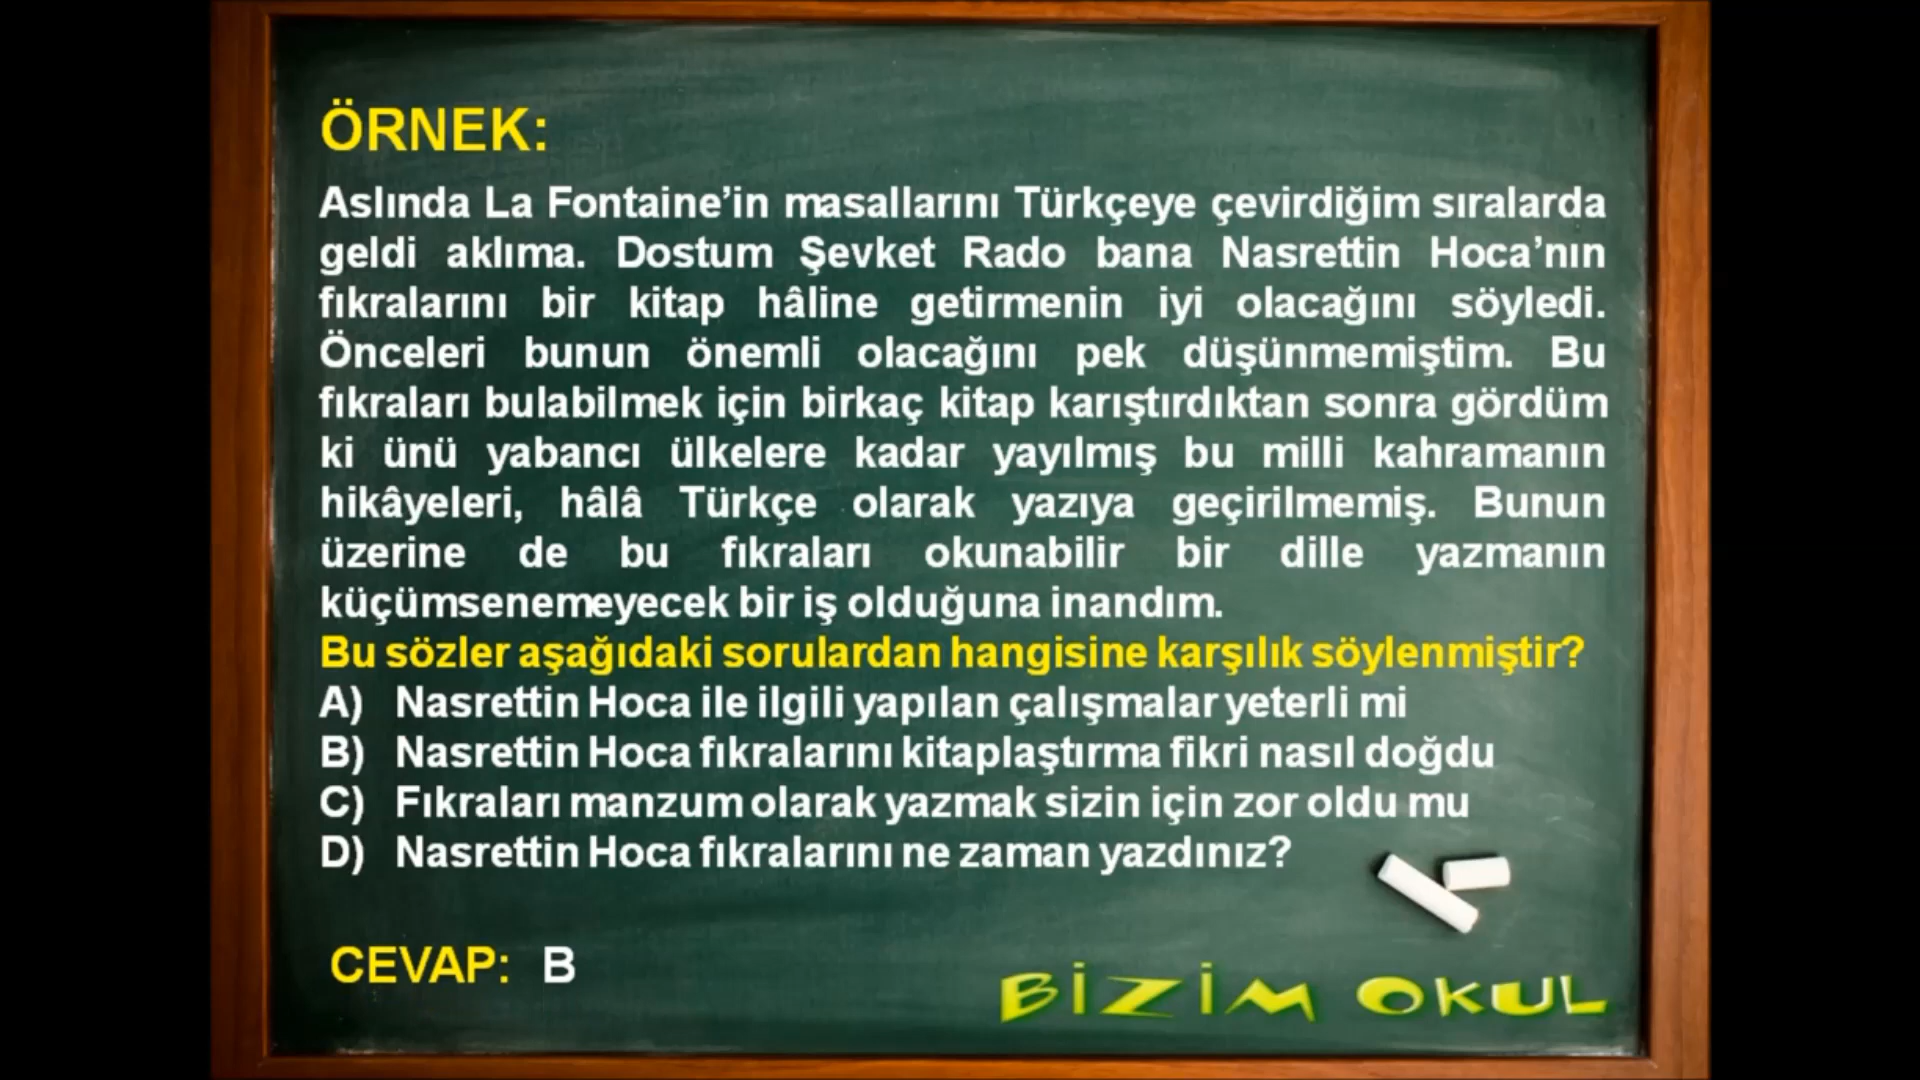 ÖRNEK:
Aslında La Fontaine’in masallarını Türkçeye çevirdiğim sıralarda
geldi aklıma. Dostum Şevket Rado bana Nasrettin Hoca’nın
fıkralarını bir kitap hâline getirmenin iyi olacağını söyledi.
Önceleri bunun önemli olacağını pek düşünmemiştim. Bu
fıkraları bulabilmek için birkaç kitap karıştırdıktan sonra gördüm
ki ünü yabancı ülkelere kadar yayılmış bu milli kahramanın
hikâyeleri, hâlâ Türkçe olarak yazıya geçirilmemiş. Bunun
üzerine de bu fıkraları okunabilir bir dille yazmanın
küçümsenemeyecek bir iş olduğuna inandım.
Bu sözler aşağıdaki sorulardan hangisine karşılık söylenmiştir?
A) Nasrettin Hoca ile ilgili yapılan çalışmalar yeterli mi
B) Nasrettin Hoca fıkralarını kitaplaştırma fikri nasıl doğdu
C) Fıkraları manzum olarak yazmak sizin için zor oldu mu
D) Nasrettin Hoca fıkralarını ne zaman yazdınız?
CEVAP: B
BİZİM OKUL